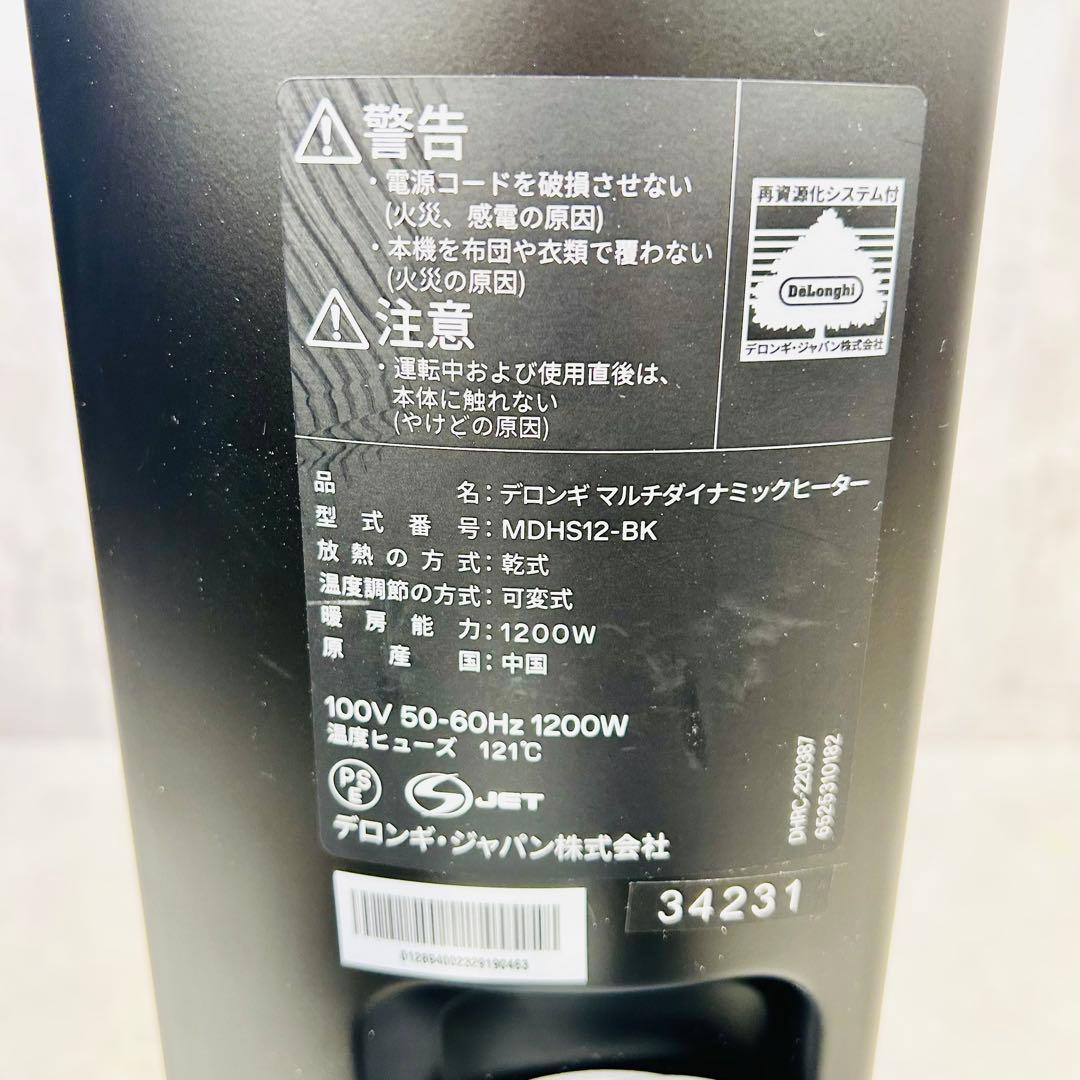 警告
・電源コードを破損させない
(火災、感電の原因)
・本機を布団や衣類で覆わない
(火災の原因)
注意
・運転中および使用直後は、
本体に触れない
(やけどの原因)
再資源化システム付
DeLonghi
デロンギ・ジャパン株式会社
品名：デロンギ マルチダイナミックヒーター
型式番号：MDHS12-BK
放熱の方式：乾式
温度調節の方式：可変式
暖房能力：1200W
原産国：中国
100V 50-60Hz 1200W
温度ヒューズ 121℃
PSE
JET
デロンギ・ジャパン株式会社
DHRC-220387
6525310182
34231
012894002329190463